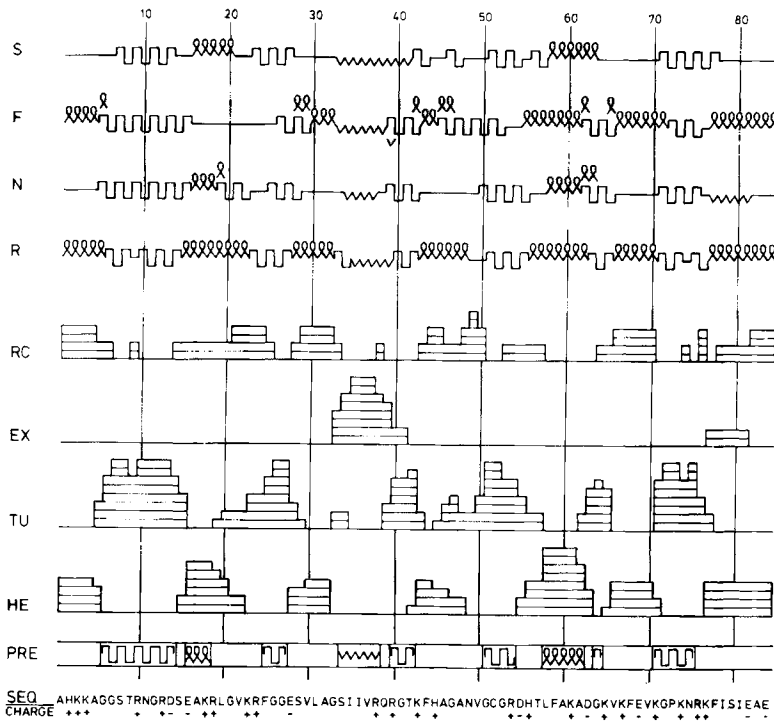 10 20 30 40 50 60 70 80
S
F
N
R
RC
EX
TU
HE
PRE
SEQ AHKKAGGSTRNGRDSEAKRLGVKRFGGESVLAGSIIVRQRGTKFHAGANVGCGRDHTLFAKADGKVKFEVKGPKNRKFISIEAE
CHARGE +++ + +- - ++ ++ - + + + + +-+ + - + + - + + ++ - -